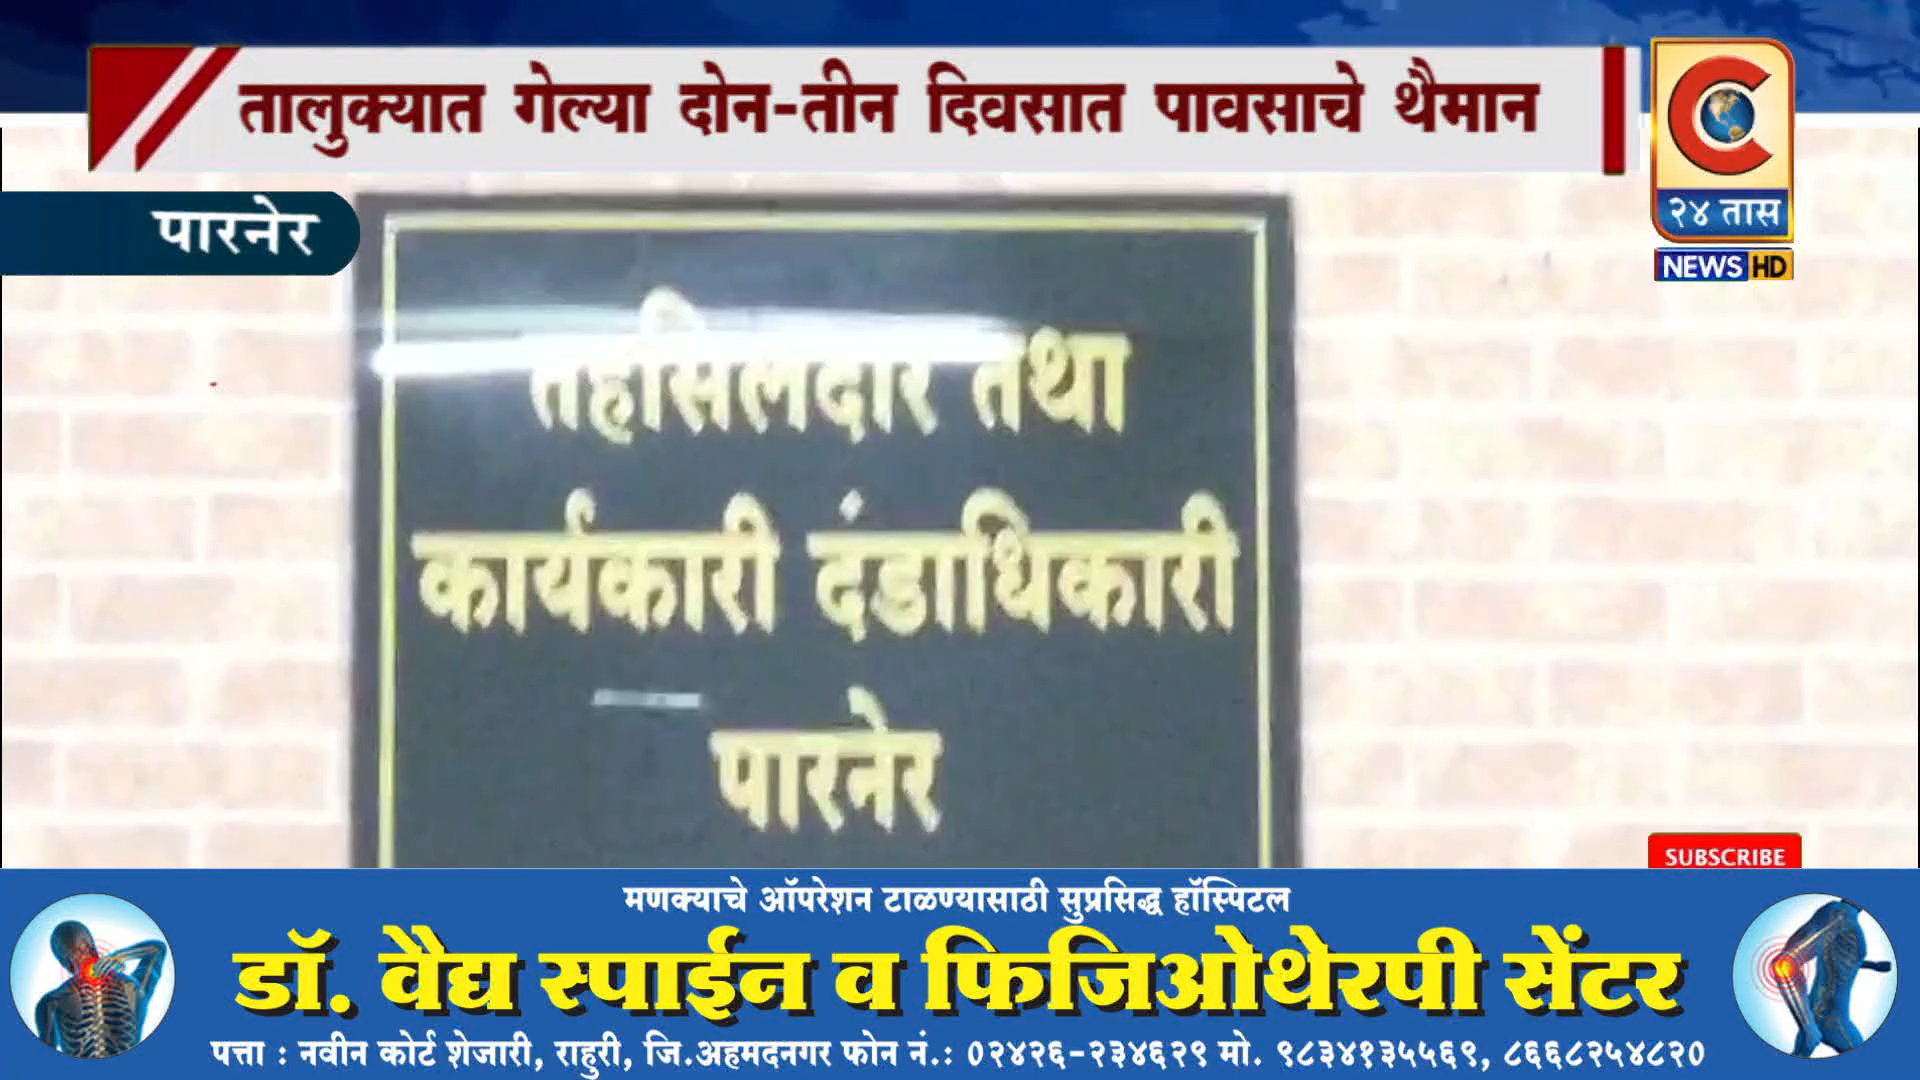 तालुक्यात गेल्या दोन-तीन दिवसात पावसाचे थैमान
पारनेर
C
२४ तास
NEWS HD
तहसिलदार तथा
कार्यकारी दंडाधिकारी
पारनेर
SUBSCRIBE
मणक्याचे ऑपरेशन टाळण्यासाठी सुप्रसिद्ध हॉस्पिटल
डॉ. वैद्य स्पाईन व फिजिओथेरपी सेंटर
पत्ता : नवीन कोर्ट शेजारी, राहुरी, जि.अहमदनगर फोन नं.: ०२४२६-२३४६२९ मो. ९८३४१३५५६९, ८६६८२५४८२०